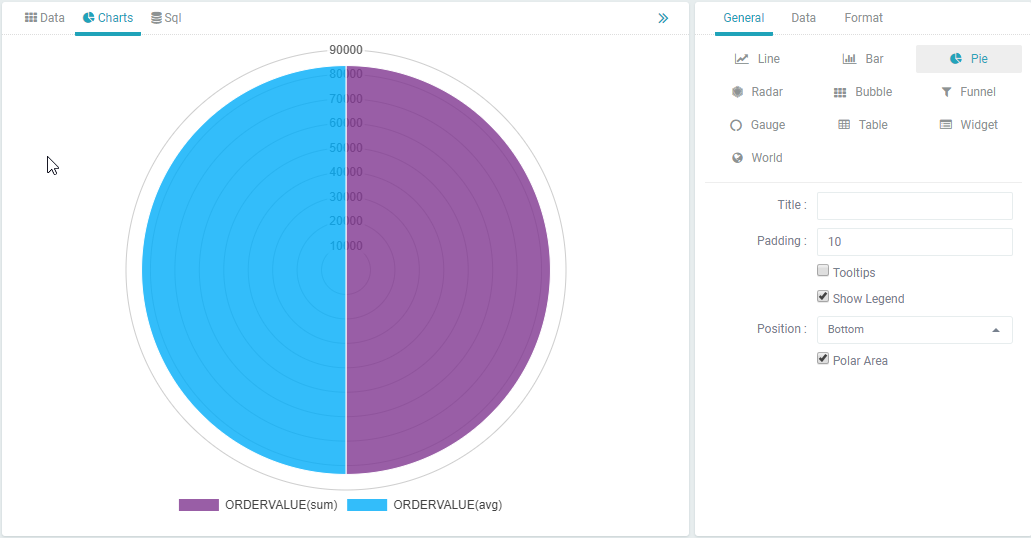 Data Charts Sql
90000
80000
70000
60000
50000
40000
30000
20000
10000
ORDERVALUE(sum) ORDERVALUE(avg)
General Data Format
Line Bar Pie
Radar Bubble Funnel
Gauge Table Widget
World
Title :
Padding : 10
Tooltips
Show Legend
Position : Bottom
Polar Area